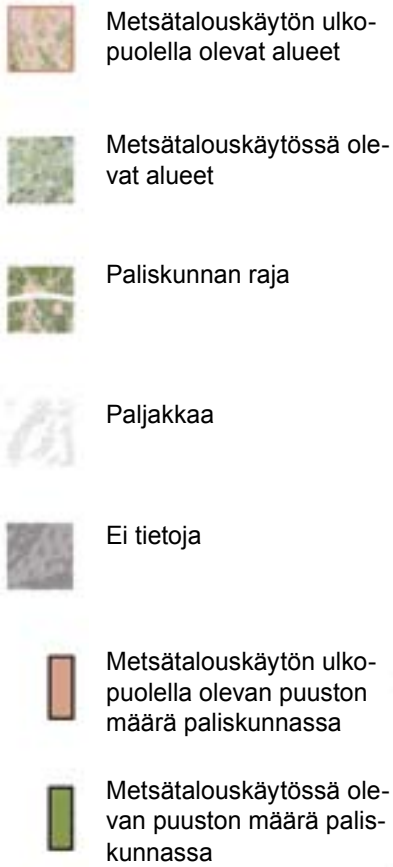 Metsätalouskäytön ulko-
puolella olevat alueet
Metsätalouskäytössä ole-
vat alueet
Paliskunnan raja
Paljakkaa
Ei tietoja
Metsätalouskäytön ulko-
puolella olevan puuston
määrä paliskunnassa
Metsätalouskäytössä ole-
van puuston määrä palis-
kunnassa